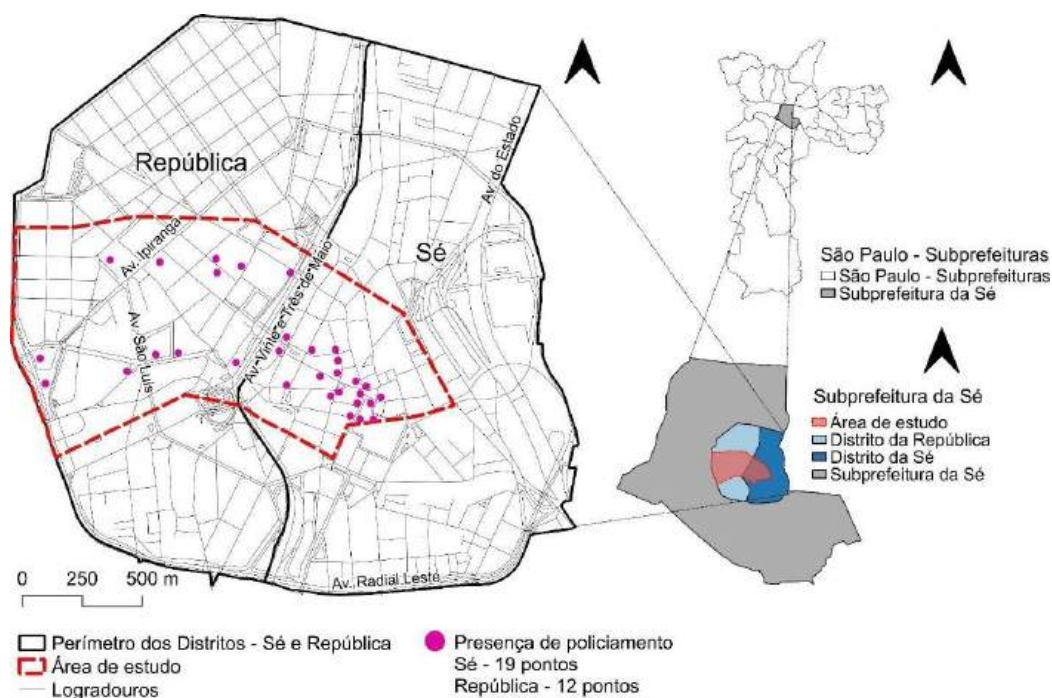 República
Sé
Av. Ipiranga
Av. São Luís
Av. Vinte e Três de Maio
Av. do Estado
Av. Radial Leste
0 250 500 m
Perímetro dos Distritos - Sé e República
Área de estudo
Logradouros
Presença de policiamento
Sé - 19 pontos
República - 12 pontos
São Paulo - Subprefeituras
São Paulo - Subprefeituras
Subprefeitura da Sé
Subprefeitura da Sé
Área de estudo
Distrito da República
Distrito da Sé
Subprefeitura da Sé